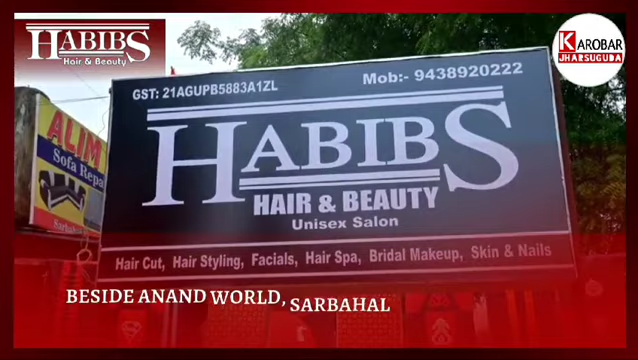 HABIBS
Hair & Beauty
KAROBAR
JHARSUGUDA
GST: 21AGUPB5883A1ZL
Mob:- 9438920222
HABIBS
HAIR & BEAUTY
Unisex Salon
Hair Cut, Hair Styling, Facials, Hair Spa, Bridal Makeup, Skin & Nails
ALIM
Sofa Repa
BESIDE ANAND WORLD, SARBAHAL